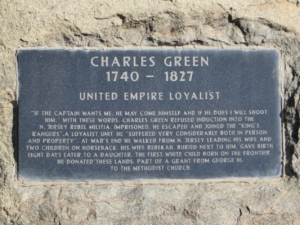 CHARLES GREEN
1740 – 1827
UNITED EMPIRE LOYALIST
"IF THE CAPTAIN WANTS ME, HE MAY COME HIMSELF AND IF HE DOES I WILL SHOOT
HIM." WITH THESE WORDS, CHARLES GREEN REFUSED INDUCTION INTO THE
N. JERSEY REBEL MILITIA. IMPRISONED, HE ESCAPED AND JOINED THE "KING'S
RANGERS", A LOYALIST UNIT. HE "SUFFERED VERY CONSIDERABLY BOTH IN PERSON
AND PROPERTY". AT WAR'S END HE WALKED FROM N. JERSEY LEADING HIS WIFE AND
TWO CHILDREN ON HORSEBACK. HIS WIFE REBEKAH, BURIED NEXT TO HIM, GAVE BIRTH
EIGHT DAYS LATER TO A DAUGHTER, THE FIRST WHITE CHILD BORN ON THE FRONTIER.
HE DONATED THESE LANDS, PART OF A GRANT FROM GEORGE III
TO THE METHODIST CHURCH.